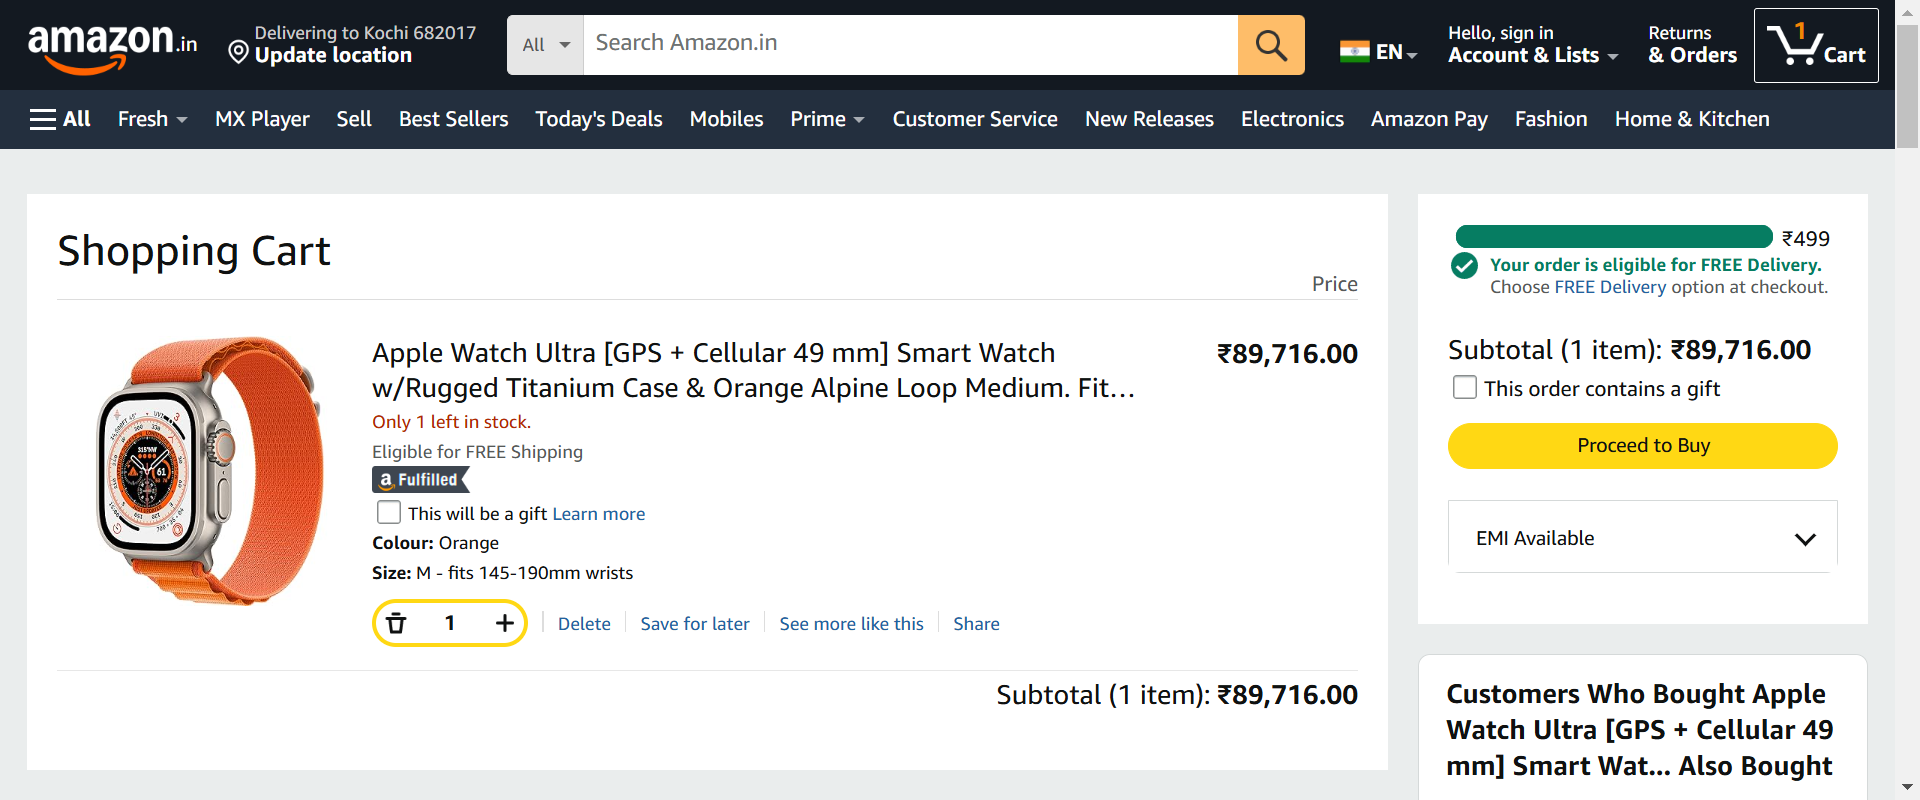 amazon.in
Delivering to Kochi 682017
Update location
All
Search Amazon.in
EN
Hello, sign in
Account & Lists
Returns
& Orders
1
Cart
All
Fresh
MX Player
Sell
Best Sellers
Today's Deals
Mobiles
Prime
Customer Service
New Releases
Electronics
Amazon Pay
Fashion
Home & Kitchen
Shopping Cart
Price
Apple Watch Ultra [GPS + Cellular 49 mm] Smart Watch
w/Rugged Titanium Case & Orange Alpine Loop Medium. Fit…
₹89,716.00
Only 1 left in stock.
Eligible for FREE Shipping
a Fulfilled
This will be a gift Learn more
Colour: Orange
Size: M - fits 145-190mm wrists
1
Delete
Save for later
See more like this
Share
Subtotal (1 item): ₹89,716.00
₹499
Your order is eligible for FREE Delivery.
Choose FREE Delivery option at checkout.
Subtotal (1 item): ₹89,716.00
This order contains a gift
Proceed to Buy
EMI Available
Customers Who Bought Apple
Watch Ultra [GPS + Cellular 49
mm] Smart Wat... Also Bought